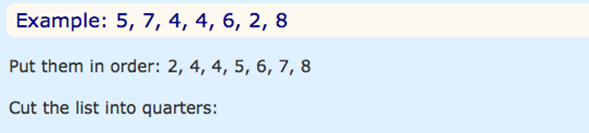 Example: 5, 7, 4, 4, 6, 2, 8
Put them in order: 2, 4, 4, 5, 6, 7, 8
Cut the list into quarters: